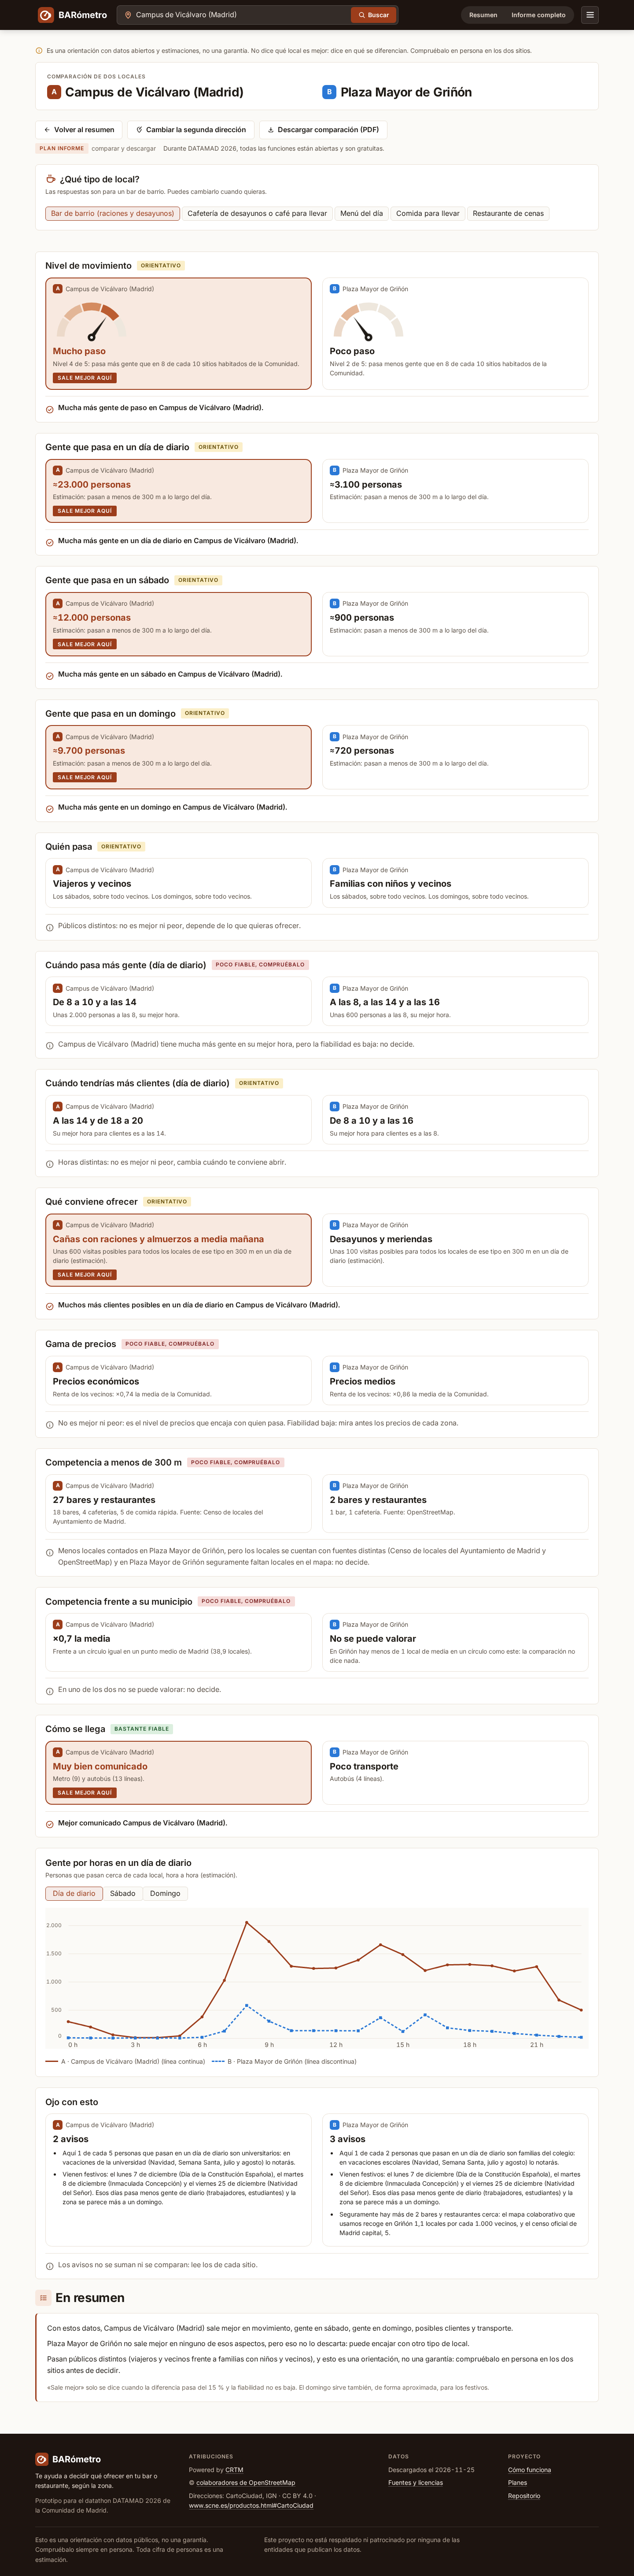 BARómetro
Campus de Vicálvaro (Madrid)
Buscar
Resumen
Informe completo
Es una orientación con datos abiertos y estimaciones, no una garantía. No dice qué local es mejor: dice en qué se diferencian. Compruébalo en persona en los dos sitios.
COMPARACIÓN DE DOS LOCALES
A Campus de Vicálvaro (Madrid)
B Plaza Mayor de Griñón
Volver al resumen
Cambiar la segunda dirección
Descargar comparación (PDF)
PLAN INFORME comparar y descargar Durante DATAMAD 2026, todas las funciones están abiertas y son gratuitas.
¿Qué tipo de local?
Las respuestas son para un bar de barrio. Puedes cambiarlo cuando quieras.
Bar de barrio (raciones y desayunos)
Cafetería de desayunos o café para llevar
Menú del día
Comida para llevar
Restaurante de cenas
Nivel de movimiento ORIENTATIVO
A Campus de Vicálvaro (Madrid)
Mucho paso
Nivel 4 de 5: pasa más gente que en 8 de cada 10 sitios habitados de la Comunidad.
SALE MEJOR AQUÍ
B Plaza Mayor de Griñón
Poco paso
Nivel 2 de 5: pasa menos gente que en 8 de cada 10 sitios habitados de la
Comunidad.
Mucha más gente de paso en Campus de Vicálvaro (Madrid).
Gente que pasa en un día de diario ORIENTATIVO
A Campus de Vicálvaro (Madrid)
≈23.000 personas
Estimación: pasan a menos de 300 m a lo largo del día.
SALE MEJOR AQUÍ
B Plaza Mayor de Griñón
≈3.100 personas
Estimación: pasan a menos de 300 m a lo largo del día.
Mucha más gente en un día de diario en Campus de Vicálvaro (Madrid).
Gente que pasa en un sábado ORIENTATIVO
A Campus de Vicálvaro (Madrid)
≈12.000 personas
Estimación: pasan a menos de 300 m a lo largo del día.
SALE MEJOR AQUÍ
B Plaza Mayor de Griñón
≈900 personas
Estimación: pasan a menos de 300 m a lo largo del día.
Mucha más gente en un sábado en Campus de Vicálvaro (Madrid).
Gente que pasa en un domingo ORIENTATIVO
A Campus de Vicálvaro (Madrid)
≈9.700 personas
Estimación: pasan a menos de 300 m a lo largo del día.
SALE MEJOR AQUÍ
B Plaza Mayor de Griñón
≈720 personas
Estimación: pasan a menos de 300 m a lo largo del día.
Mucha más gente en un domingo en Campus de Vicálvaro (Madrid).
Quién pasa ORIENTATIVO
A Campus de Vicálvaro (Madrid)
Viajeros y vecinos
Los sábados, sobre todo vecinos. Los domingos, sobre todo vecinos.
B Plaza Mayor de Griñón
Familias con niños y vecinos
Los sábados, sobre todo vecinos. Los domingos, sobre todo vecinos.
Públicos distintos: no es mejor ni peor, depende de lo que quieras ofrecer.
Cuándo pasa más gente (día de diario) POCO FIABLE, COMPRUÉBALO
A Campus de Vicálvaro (Madrid)
De 8 a 10 y a las 14
Unas 2.000 personas a las 8, su mejor hora.
B Plaza Mayor de Griñón
A las 8, a las 14 y a las 16
Unas 600 personas a las 8, su mejor hora.
Campus de Vicálvaro (Madrid) tiene mucha más gente en su mejor hora, pero la fiabilidad es baja: no decide.
Cuándo tendrías más clientes (día de diario) ORIENTATIVO
A Campus de Vicálvaro (Madrid)
A las 14 y de 18 a 20
Su mejor hora para clientes es a las 14.
B Plaza Mayor de Griñón
De 8 a 10 y a las 16
Su mejor hora para clientes es a las 8.
Horas distintas: no es mejor ni peor, cambia cuándo te conviene abrir.
Qué conviene ofrecer ORIENTATIVO
A Campus de Vicálvaro (Madrid)
Cañas con raciones y almuerzos a media mañana
Unas 600 visitas posibles para todos los locales de ese tipo en 300 m en un día de
diario (estimación).
SALE MEJOR AQUÍ
B Plaza Mayor de Griñón
Desayunos y meriendas
Unas 100 visitas posibles para todos los locales de ese tipo en 300 m en un día de
diario (estimación).
Muchos más clientes posibles en un día de diario en Campus de Vicálvaro (Madrid).
Gama de precios POCO FIABLE, COMPRUÉBALO
A Campus de Vicálvaro (Madrid)
Precios económicos
Renta de los vecinos: ×0,74 la media de la Comunidad.
B Plaza Mayor de Griñón
Precios medios
Renta de los vecinos: ×0,86 la media de la Comunidad.
No es mejor ni peor: es el nivel de precios que encaja con quien pasa. Fiabilidad baja: mira antes los precios de cada zona.
Competencia a menos de 300 m POCO FIABLE, COMPRUÉBALO
A Campus de Vicálvaro (Madrid)
27 bares y restaurantes
18 bares, 4 cafeterías, 5 de comida rápida. Fuente: Censo de locales del
Ayuntamiento de Madrid.
B Plaza Mayor de Griñón
2 bares y restaurantes
1 bar, 1 cafetería. Fuente: OpenStreetMap.
Menos locales contados en Plaza Mayor de Griñón, pero los locales se cuentan con fuentes distintas (Censo de locales del Ayuntamiento de Madrid y
OpenStreetMap) y en Plaza Mayor de Griñón seguramente faltan locales en el mapa: no decide.
Competencia frente a su municipio POCO FIABLE, COMPRUÉBALO
A Campus de Vicálvaro (Madrid)
×0,7 la media
Frente a un círculo igual en un punto medio de Madrid (38,9 locales).
B Plaza Mayor de Griñón
No se puede valorar
En Griñón hay menos de 1 local de media en un círculo como este: la comparación no
dice nada.
En uno de los dos no se puede valorar: no decide.
Cómo se llega BASTANTE FIABLE
A Campus de Vicálvaro (Madrid)
Muy bien comunicado
Metro (9) y autobús (13 líneas).
SALE MEJOR AQUÍ
B Plaza Mayor de Griñón
Poco transporte
Autobús (4 líneas).
Mejor comunicado Campus de Vicálvaro (Madrid).
Gente por horas en un día de diario
Personas que pasan cerca de cada local, hora a hora (estimación).
Día de diario
Sábado
Domingo
2.000
1.500
1.000
500
0
0 h 3 h 6 h 9 h 12 h 15 h 18 h 21 h
A · Campus de Vicálvaro (Madrid) (línea continua)
B · Plaza Mayor de Griñón (línea discontinua)
Ojo con esto
A Campus de Vicálvaro (Madrid)
2 avisos
• Aquí 1 de cada 5 personas que pasan en un día de diario son universitarios: en
vacaciones de la universidad (Navidad, Semana Santa, julio y agosto) lo notarás.
• Vienen festivos: el lunes 7 de diciembre (Día de la Constitución Española), el martes
8 de diciembre (Inmaculada Concepción) y el viernes 25 de diciembre (Natividad
del Señor). Esos días pasa menos gente de diario (trabajadores, estudiantes) y la
zona se parece más a un domingo.
B Plaza Mayor de Griñón
3 avisos
• Aquí 1 de cada 2 personas que pasan en un día de diario son familias del colegio:
en vacaciones escolares (Navidad, Semana Santa, julio y agosto) lo notarás.
• Vienen festivos: el lunes 7 de diciembre (Día de la Constitución Española), el martes
8 de diciembre (Inmaculada Concepción) y el viernes 25 de diciembre (Natividad
del Señor). Esos días pasa menos gente de diario (trabajadores, estudiantes) y la
zona se parece más a un domingo.
• Seguramente hay más de 2 bares y restaurantes cerca: el mapa colaborativo que
usamos recoge en Griñón 1,1 locales por cada 1.000 vecinos, y el censo oficial de
Madrid capital, 5.
Los avisos no se suman ni se comparan: lee los de cada sitio.
En resumen
Con estos datos, Campus de Vicálvaro (Madrid) sale mejor en movimiento, gente en sábado, gente en domingo, posibles clientes y transporte.
Plaza Mayor de Griñón no sale mejor en ninguno de esos aspectos, pero eso no lo descarta: puede encajar con otro tipo de local.
Pasan públicos distintos (viajeros y vecinos frente a familias con niños y vecinos), y esto es una orientación, no una garantía: compruébalo en persona en los dos
sitios antes de decidir.
«Sale mejor» solo se dice cuando la diferencia pasa del 15 % y la fiabilidad no es baja. El domingo sirve también, de forma aproximada, para los festivos.
BARómetro
Te ayuda a decidir qué ofrecer en tu bar o
restaurante, según la zona.
Prototipo para el datathon DATAMAD 2026 de
la Comunidad de Madrid.
ATRIBUCIONES
Powered by CRTM
© colaboradores de OpenStreetMap
Direcciones: CartoCiudad, IGN · CC BY 4.0 ·
www.scne.es/productos.html#CartoCiudad
DATOS
Descargados el 2026-11-25
Fuentes y licencias
PROYECTO
Cómo funciona
Planes
Repositorio
Esto es una orientación con datos públicos, no una garantía.
Compruébalo siempre en persona. Toda cifra de personas es una
estimación.
Este proyecto no está respaldado ni patrocinado por ninguna de las
entidades que publican los datos.